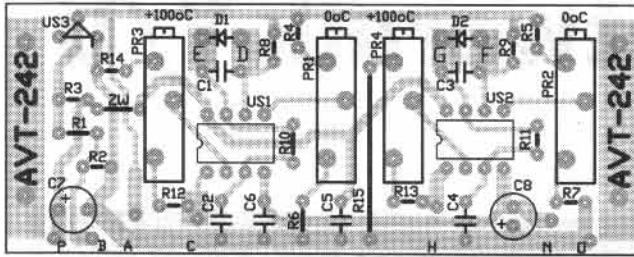 US3
+100oC
D1
0oC
+100oC
D2
0oC
PR3
E
D
R8
R4
PR1
PR4
G
F
R9
R5
PR2
R14
C1
C3
R3
ZW
US1
US2
R1
R10
R11
R2
AVT-242
AVT-242
C7
R12
C2
C6
R6
C5
R15
R13
C4
C8
R7
P
B
A
C
H
N
O